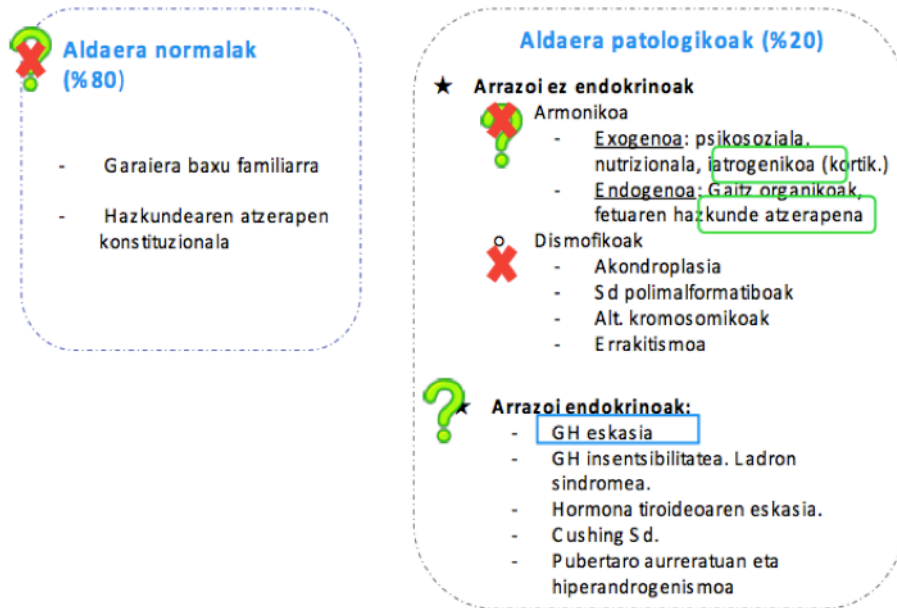 Aldaera normalak
(%80)
- Garaiera baxu familiarra
- Hazkundearen atzerapen
konstituzionala
Aldaera patologikoak (%20)
★ Arrazoi ez endokrinoak
Armonikoa
- Exogenoa: psikosoziala,
nutrizionala, iatrogenikoa (kortik.)
- Endogenoa: Gaitz organikoak,
fetuaren hazkunde atzerapena
o Dismofikoak
- Akondroplasia
- Sd polimalformatiboak
- Alt. kromosomikoak
- Errakitismoa
★ Arrazoi endokrinoak:
- GH eskasia
- GH insentsibilitatea. Ladron
sindromea.
- Hormona tiroideoaren eskasia.
- Cushing Sd.
- Pubertaro aurreratuan eta
hiperandrogenismoa